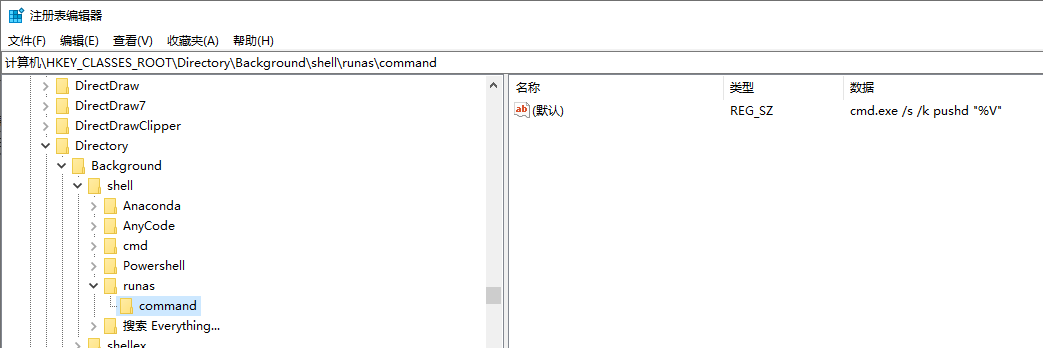 注册表编辑器
文件(F) 编辑(E) 查看(V) 收藏夹(A) 帮助(H)
计算机\HKEY_CLASSES_ROOT\Directory\Background\shell\runas\command
DirectDraw
DirectDraw7
DirectDrawClipper
Directory
Background
shell
Anaconda
AnyCode
cmd
Powershell
runas
command
搜索 Everything...
shellex
名称 类型 数据
ab (默认) REG_SZ cmd.exe /s /k pushd "%V"